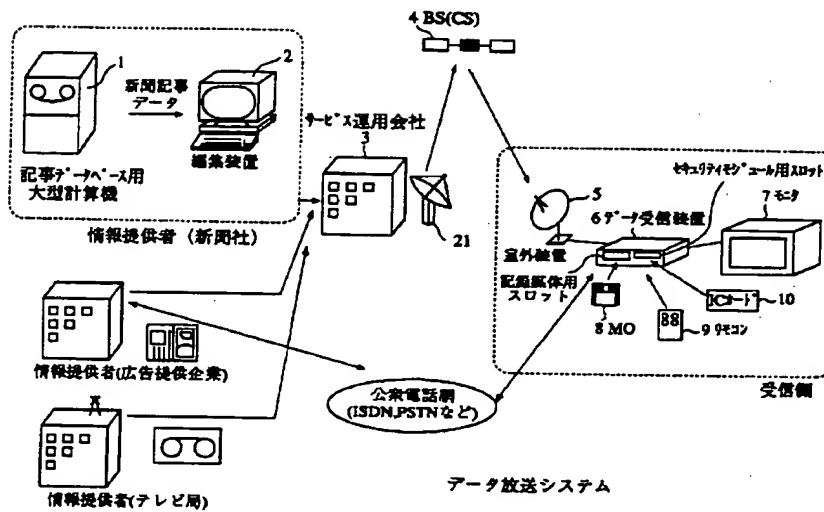 4 BS(CS)
1
新聞記事
データ
2
編集装置
記事データベース用
大型計算機
情報提供者（新聞社）
サービス運用会社
3
21
セキュリティモジュール用スロット
5
6 データ受信装置
7 モニタ
室外装置
記録媒体用
スロット
8 MO
88
9 リモコン
ICカード
10
受信側
情報提供者(広告提供企業)
公衆電話網
(ISDN,PSTNなど)
情報提供者(テレビ局)
データ放送システム